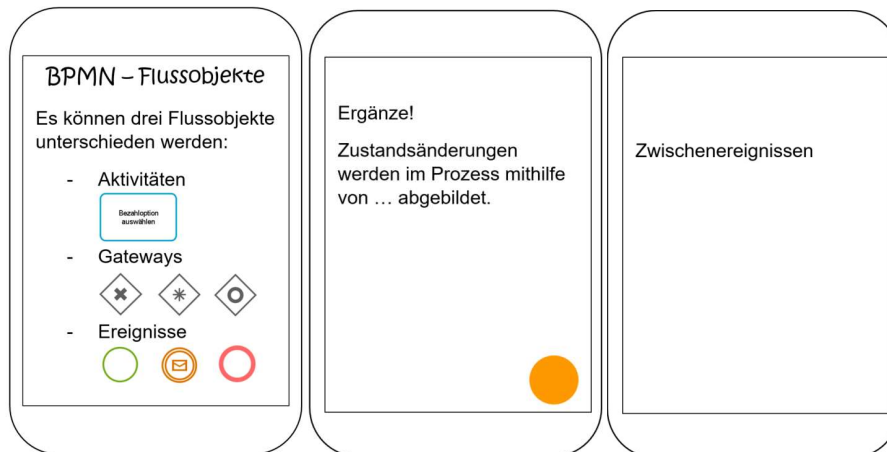 BPMN – Flussobjekte
Es können drei Flussobjekte
unterschieden werden:
- Aktivitäten
Bezahloption
auswählen
- Gateways
- Ereignisse
Ergänze!
Zustandsänderungen
werden im Prozess mithilfe
von … abgebildet.
Zwischenereignissen